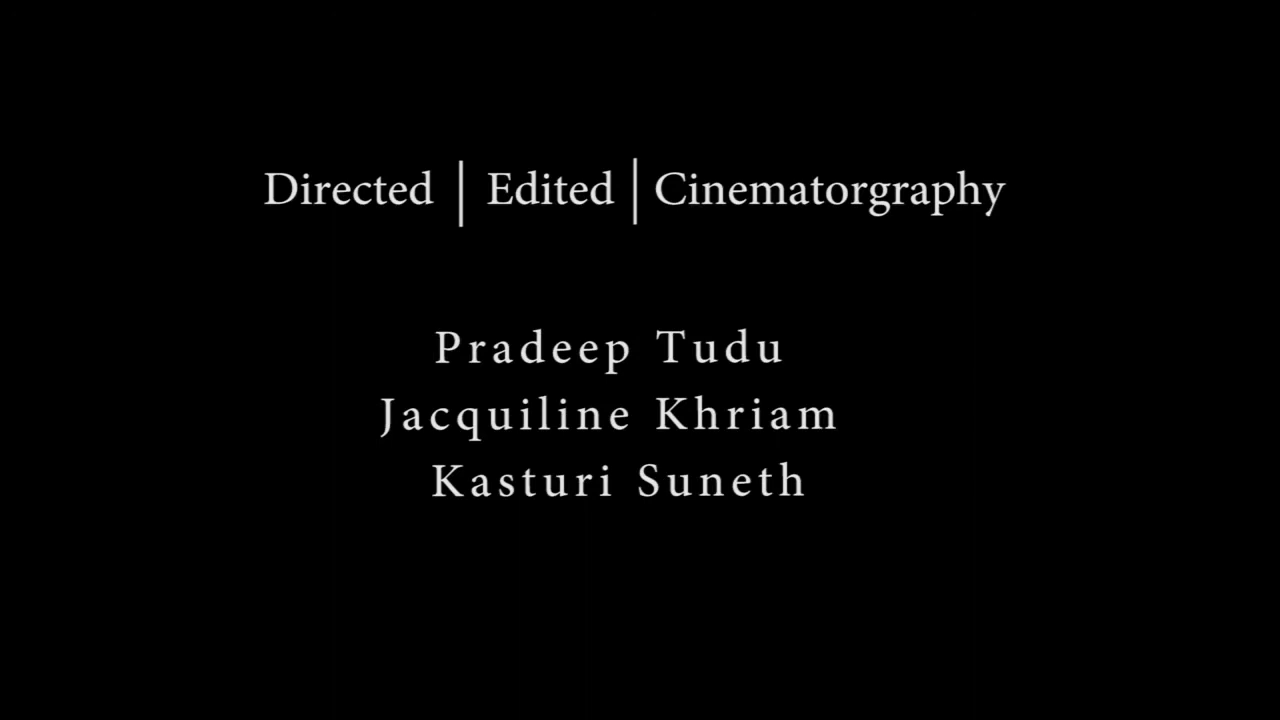 Directed | Edited | Cinematorgraphy
Pradeep Tudu
Jacquiline Khriam
Kasturi Suneth